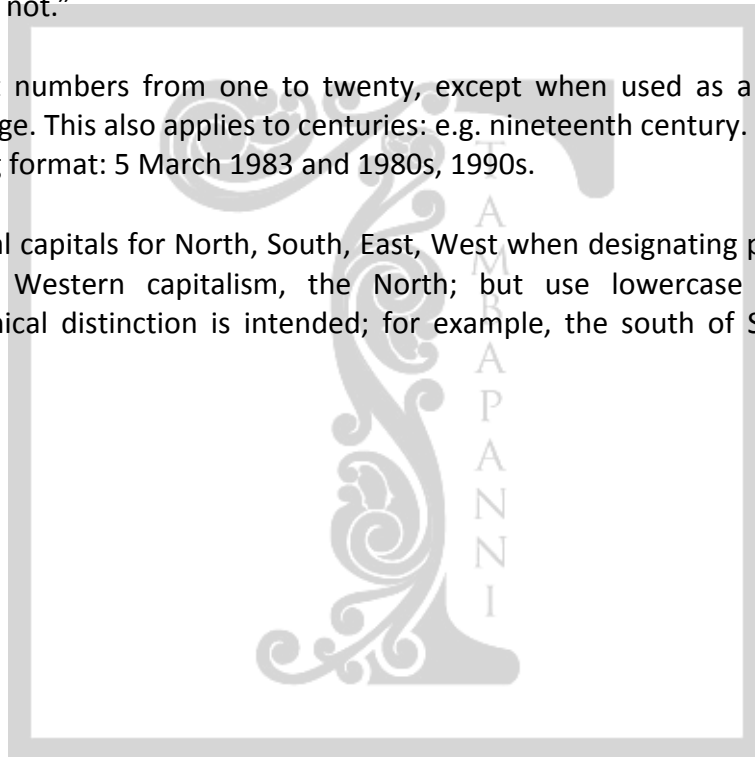 not."
t numbers from one to twenty, except when used as a
ge. This also applies to centuries: e.g. nineteenth century.
g format: 5 March 1983 and 1980s, 1990s.
al capitals for North, South, East, West when designating p
Western capitalism, the North; but use lowercase
nical distinction is intended; for example, the south of S
TAMBAPANNI